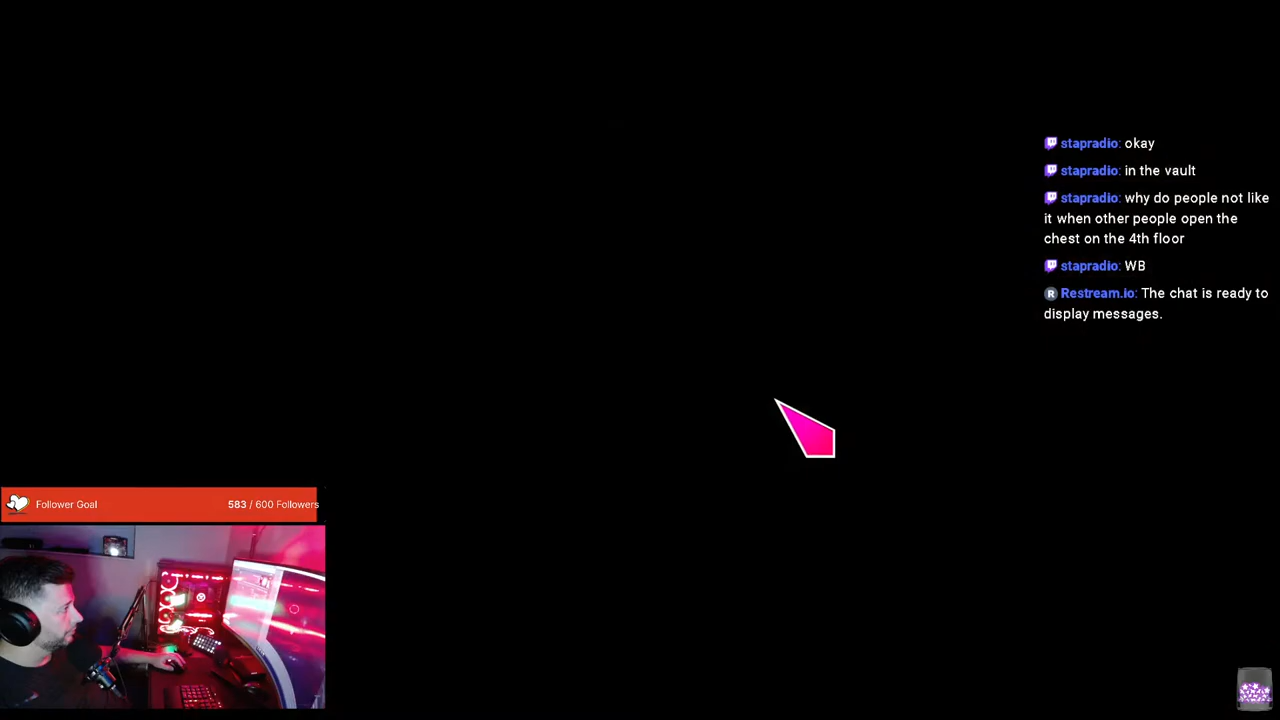 stapradio: okay
stapradio: in the vault
stapradio: why do people not like
it when other people open the
chest on the 4th floor
stapradio: WB
R Restream.io: The chat is ready to
display messages.
Follower Goal 583 / 600 Followers